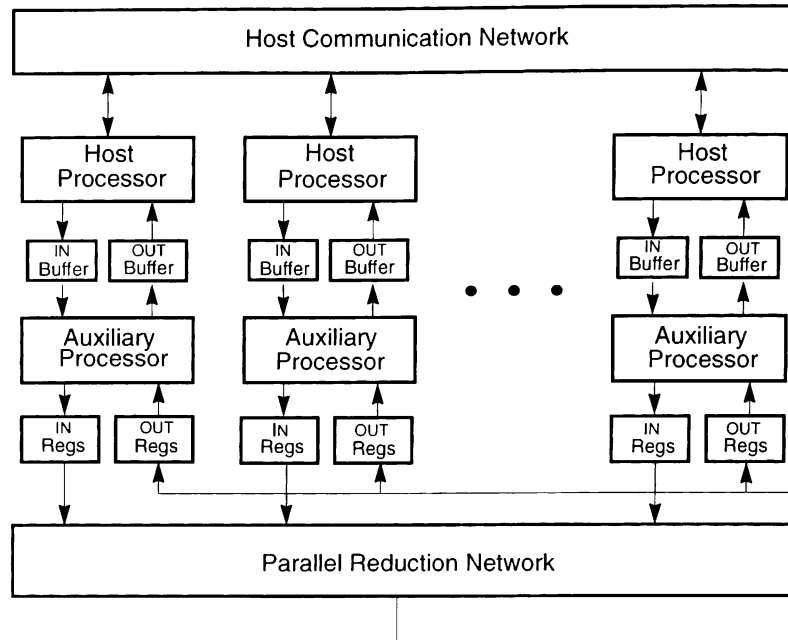 Host Communication Network
Host Processor
Host Processor
Host Processor
IN Buffer
OUT Buffer
IN Buffer
OUT Buffer
IN Buffer
OUT Buffer
Auxiliary Processor
Auxiliary Processor
Auxiliary Processor
IN Regs
OUT Regs
IN Regs
OUT Regs
IN Regs
OUT Regs
Parallel Reduction Network